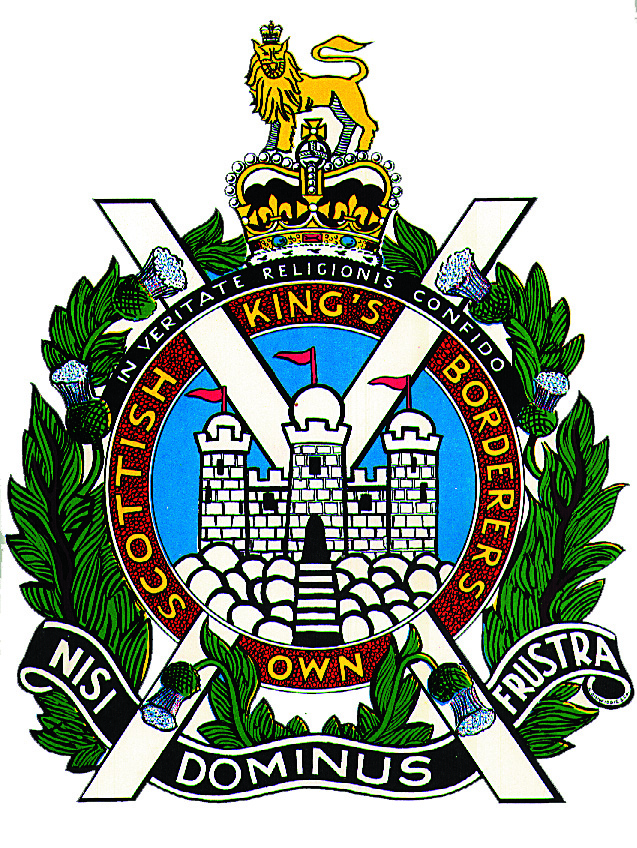 IN VERITATE RELIGIONIS CONFIDO
KING'S
OWN
SCOTTISH
BORDERERS
NISI DOMINUS FRUSTRA